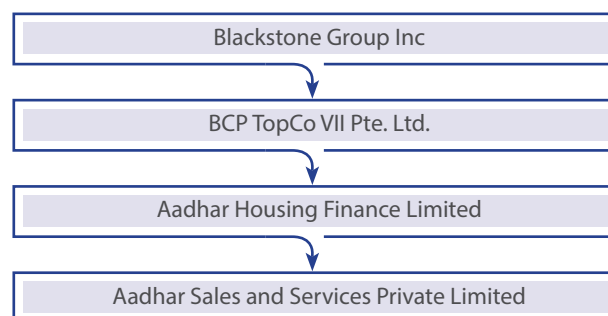 Blackstone Group Inc
BCP TopCo VII Pte. Ltd.
Aadhar Housing Finance Limited
Aadhar Sales and Services Private Limited